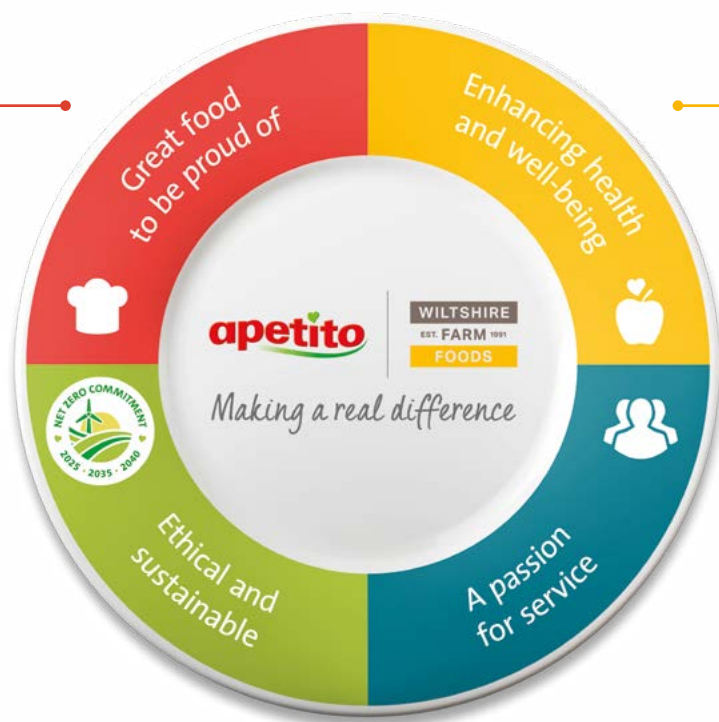 Great food
to be proud of
Enhancing health
and well-being
apetito
WILTSHIRE
EST. FARM 1991
FOODS
Making a real difference
NET ZERO COMMITMENT
2025 · 2035 · 2040
Ethical and
sustainable
A passion
for service